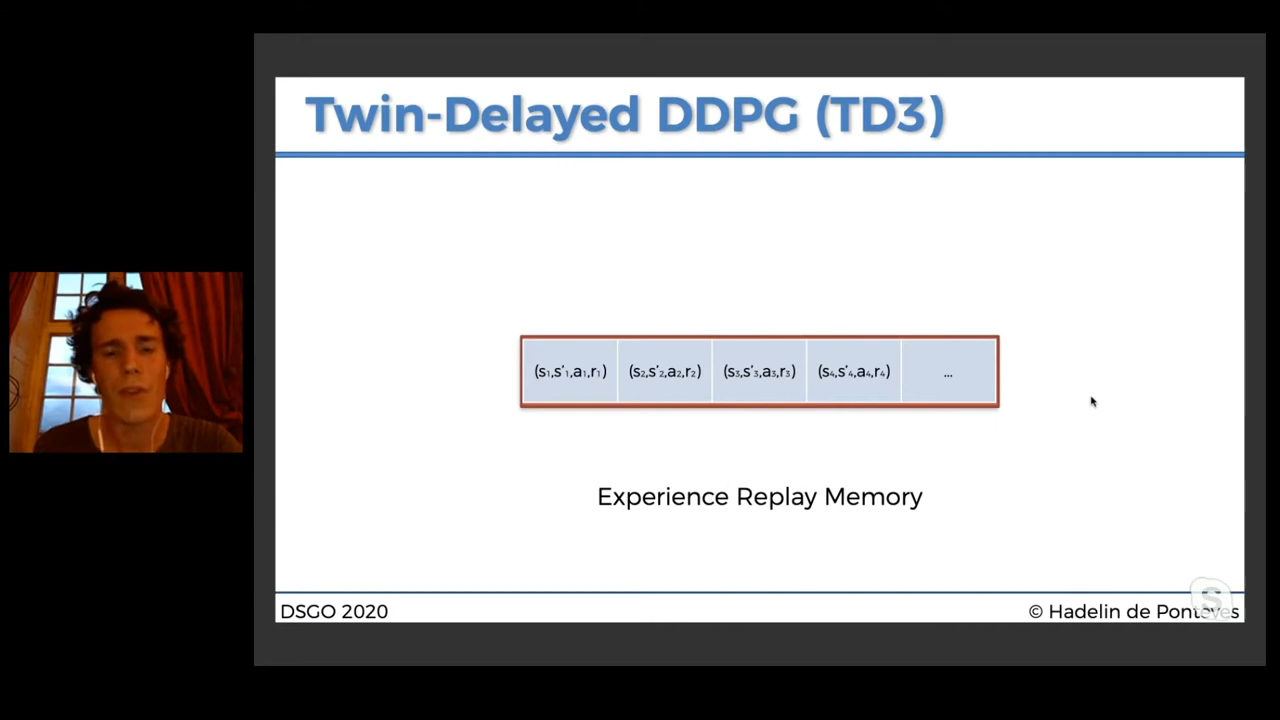 Twin-Delayed DDPG (TD3)
(s₁,s'₁,a₁,r₁) (s₂,s'₂,a₂,r₂) (s₃,s'₃,a₃,r₃) (s₄,s'₄,a₄,r₄) ...
Experience Replay Memory
DSGO 2020
© Hadelin de Ponteves